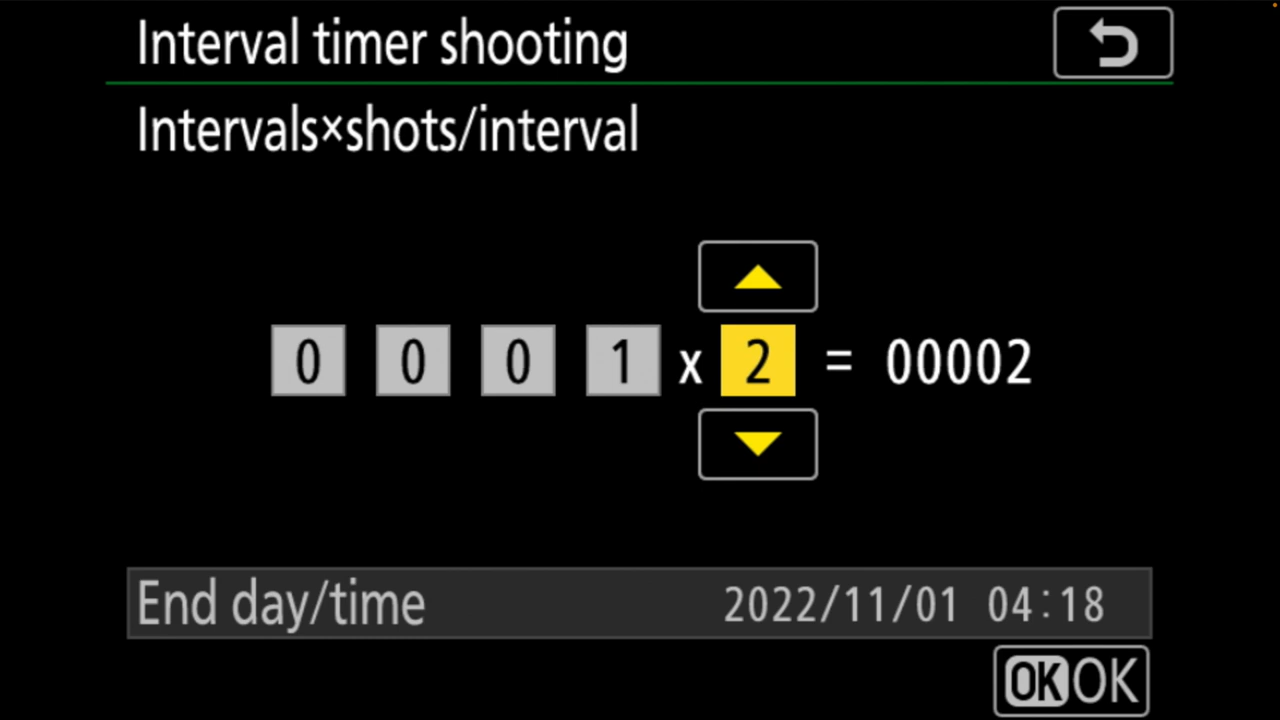 Interval timer shooting
Intervals×shots/interval
0 0 0 1 x 2 = 00002
End day/time 2022/11/01 04:18
OK OK